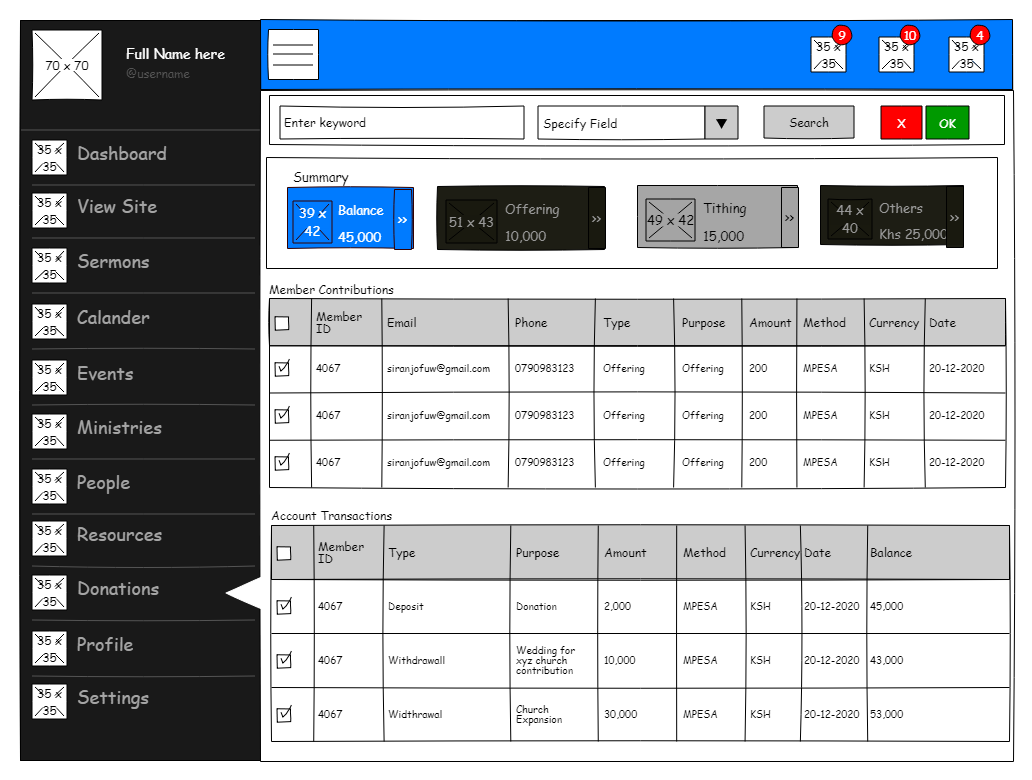 70 x 70
Full Name here
@username
9
35 x
35
10
35 x
35
4
35 x
35
Enter keyword
Specify Field
▼
Search
X
OK
35 x
35
Dashboard
35 x
35
View Site
35 x
35
Sermons
35 x
35
Calander
35 x
35
Events
35 x
35
Ministries
35 x
35
People
35 x
35
Resources
35 x
35
Donations
35 x
35
Profile
35 x
35
Settings
Summary
39 x
42
Balance
45,000
»
51 x 43
Offering
10,000
»
49 x 42
Tithing
15,000
»
44 x
40
Others
Khs 25,000
»
Member Contributions
Member
ID
Email
Phone
Type
Purpose
Amount
Method
Currency
Date
4067 siranjofuw@gmail.com 0790983123 Offering Offering 200 MPESA KSH 20-12-2020
4067 siranjofuw@gmail.com 0790983123 Offering Offering 200 MPESA KSH 20-12-2020
4067 siranjofuw@gmail.com 0790983123 Offering Offering 200 MPESA KSH 20-12-2020
Account Transactions
Member
ID
Type
Purpose
Amount
Method
Currency
Date
Balance
4067 Deposit Donation 2,000 MPESA KSH 20-12-2020 45,000
4067
Withdrawall
Wedding for
xyz church
contribution
10,000
MPESA
KSH
20-12-2020
43,000
4067
Widthrawal
Church
Expansion
30,000
MPESA
KSH
20-12-2020
53,000